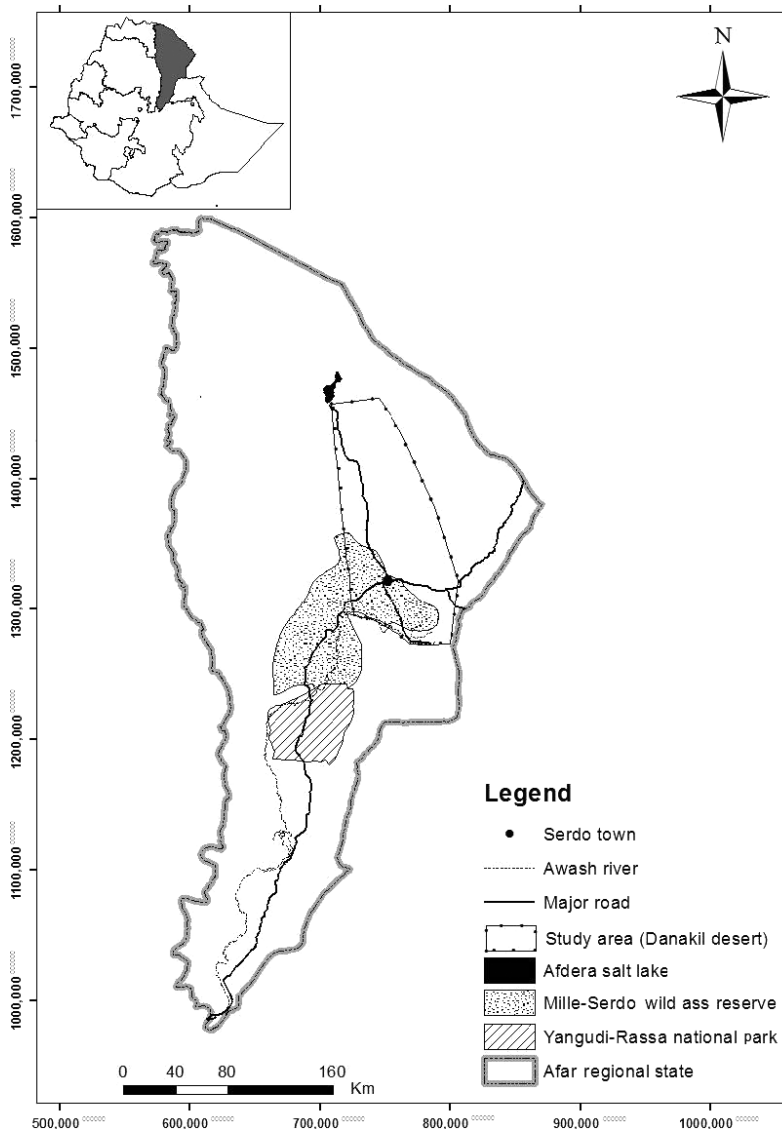 N
1700,000
1600,000
1500,000
1400,000
1300,000
1200,000
1100,000
1000,000
Legend
Serdo town
Awash river
Major road
Study area (Danakil desert)
Afdera salt lake
Mille-Serdo wild ass reserve
Yangudi-Rassa national park
Afar regional state
0 40 80 160
Km
500,000 600,000 700,000 800,000 900,000 1000,000